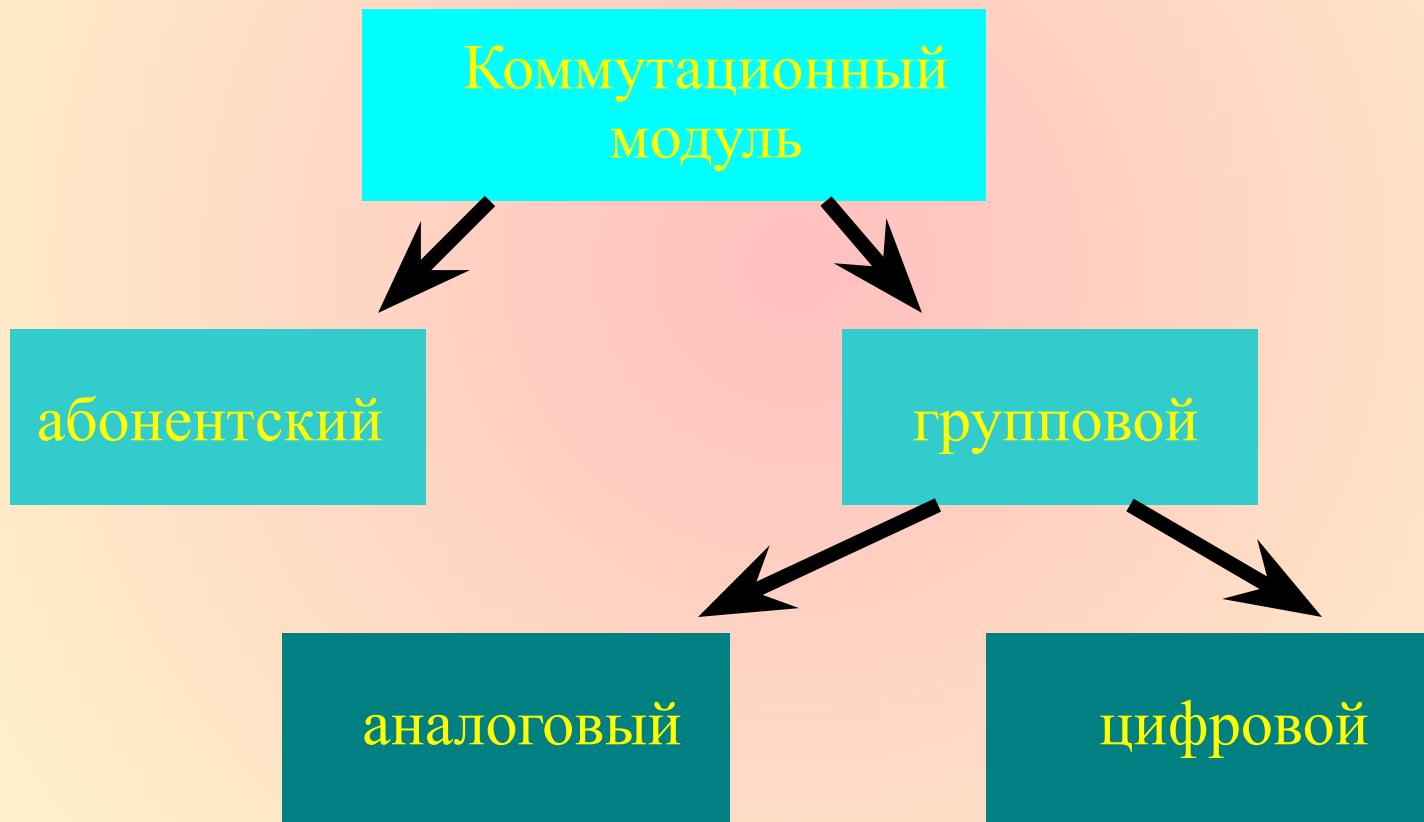 Коммутационный
модуль
абонентский
групповой
аналоговый
цифровой